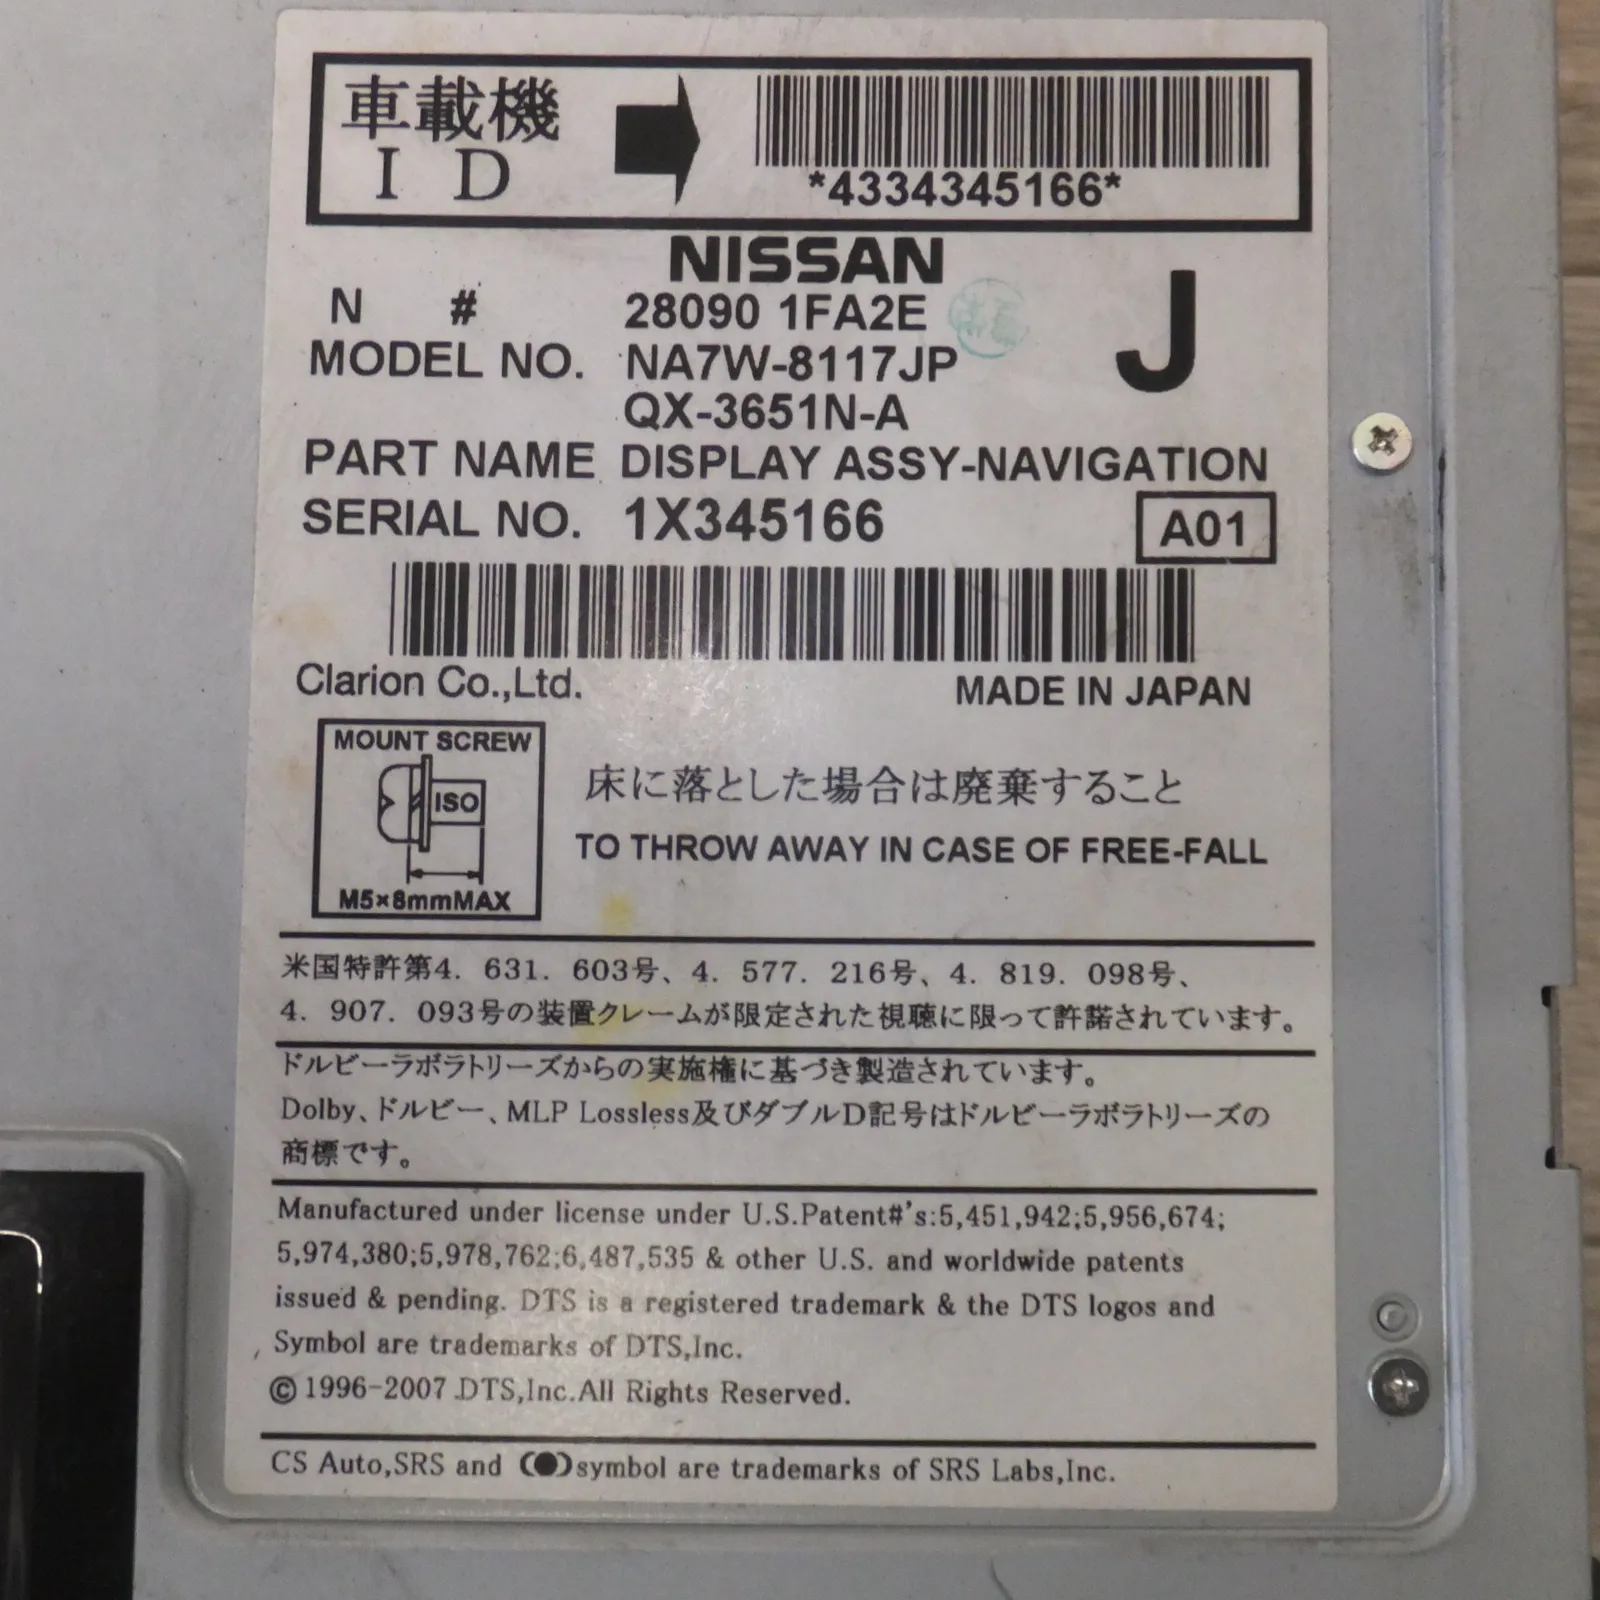 車載機
ID
*4334345166*
NISSAN
N # 28090 1FA2E
J
MODEL NO. NA7W-8117JP
QX-3651N-A
PART NAME DISPLAY ASSY-NAVIGATION
SERIAL NO. 1X345166
A01
Clarion Co.,Ltd.
MADE IN JAPAN
MOUNT SCREW
ISO
M5×8mmMAX
床に落とした場合は廃棄すること
TO THROW AWAY IN CASE OF FREE-FALL
米国特許第4. 631. 603号、4. 577. 216号、4. 819. 098号、
4. 907. 093号の装置クレームが限定された視聴に限って許諾されています。
ドルビーラボラトリーズからの実施権に基づき製造されています。
Dolby、ドルビー、MLP Lossless及びダブルD記号はドルビーラボラトリーズの
商標です。
Manufactured under license under U.S.Patent#'s:5,451,942;5,956,674;
5,974,380;5,978,762;6,487,535 & other U.S. and worldwide patents
issued & pending. DTS is a registered trademark & the DTS logos and
Symbol are trademarks of DTS,Inc.
©1996-2007 DTS,Inc.All Rights Reserved.
CS Auto,SRS and (●)symbol are trademarks of SRS Labs,Inc.